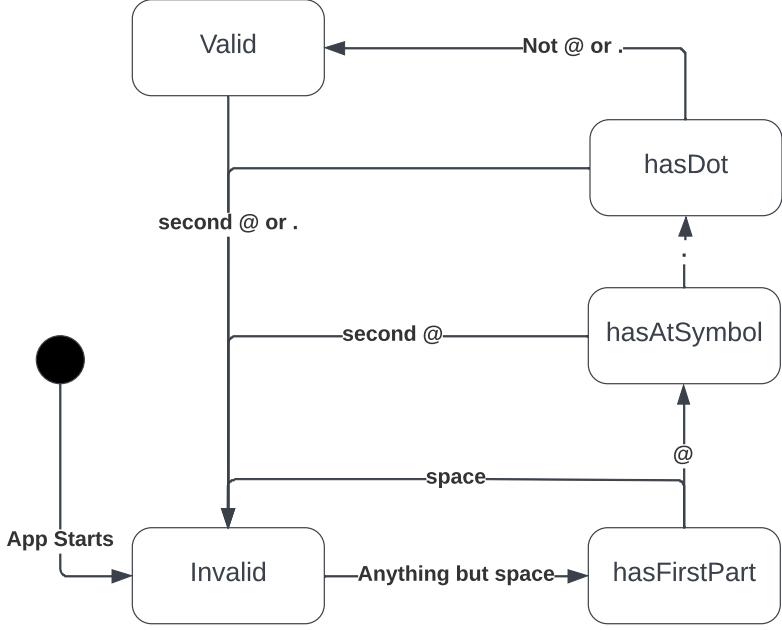 Valid
Not @ or .
hasDot
second @ or .
.
second @
hasAtSymbol
@
space
App Starts
Invalid
Anything but space
hasFirstPart